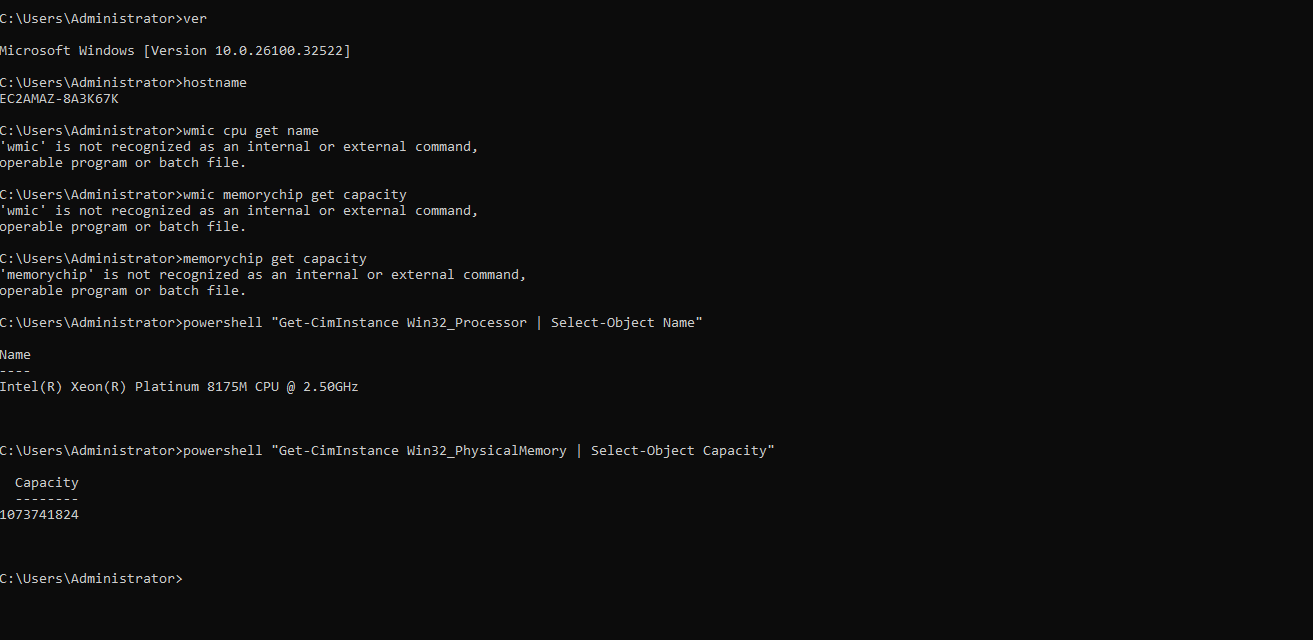 C:\Users\Administrator>ver
Microsoft Windows [Version 10.0.26100.32522]
C:\Users\Administrator>hostname
EC2AMAZ-8A3K67K
C:\Users\Administrator>wmic cpu get name
'wmic' is not recognized as an internal or external command,
operable program or batch file.
C:\Users\Administrator>wmic memorychip get capacity
'wmic' is not recognized as an internal or external command,
operable program or batch file.
C:\Users\Administrator>memorychip get capacity
'memorychip' is not recognized as an internal or external command,
operable program or batch file.
C:\Users\Administrator>powershell "Get-CimInstance Win32_Processor | Select-Object Name"
Name
----
Intel(R) Xeon(R) Platinum 8175M CPU @ 2.50GHz
C:\Users\Administrator>powershell "Get-CimInstance Win32_PhysicalMemory | Select-Object Capacity"
Capacity
--------
1073741824
C:\Users\Administrator>